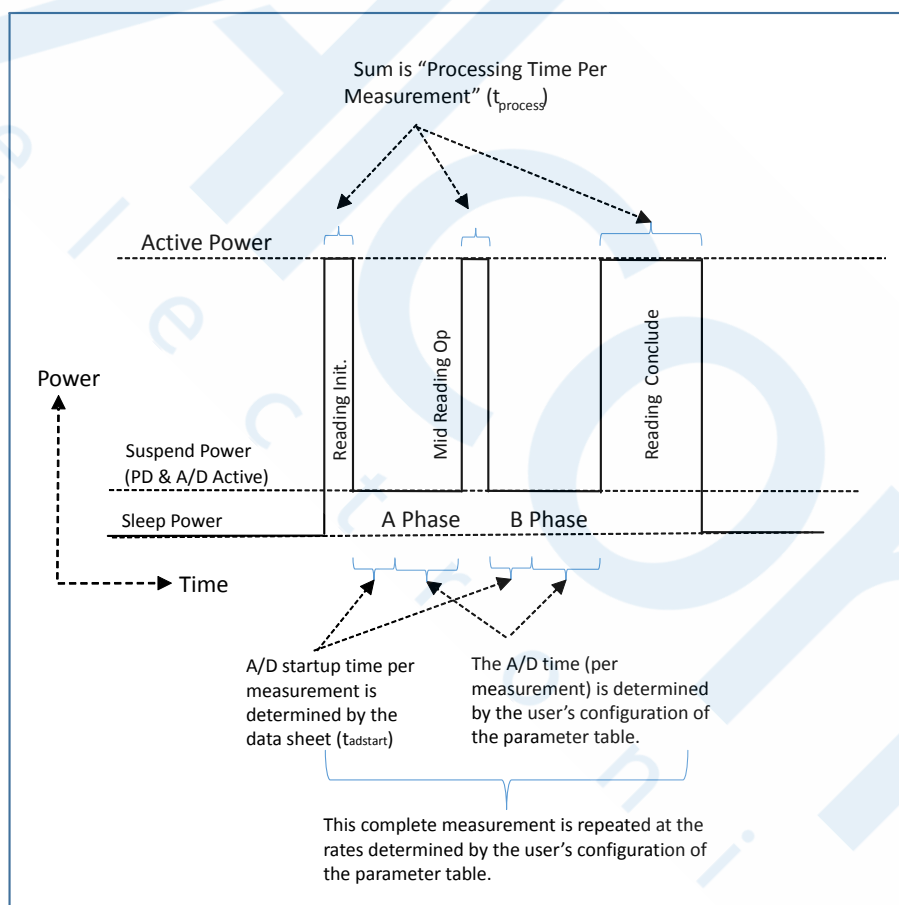 Sum is “Processing Time Per
Measurement” (tprocess)
Active Power
Reading Init.
Mid Reading Op
Reading Conclude
Power
Suspend Power
(PD & A/D Active)
Sleep Power
A Phase
B Phase
Time
A/D startup time per
measurement is
determined by the
data sheet (tadstart)
The A/D time (per
measurement) is determined
by the user’s configuration of
the parameter table.
This complete measurement is repeated at the
rates determined by the user’s configuration of
the parameter table.
e l e c t r o n i